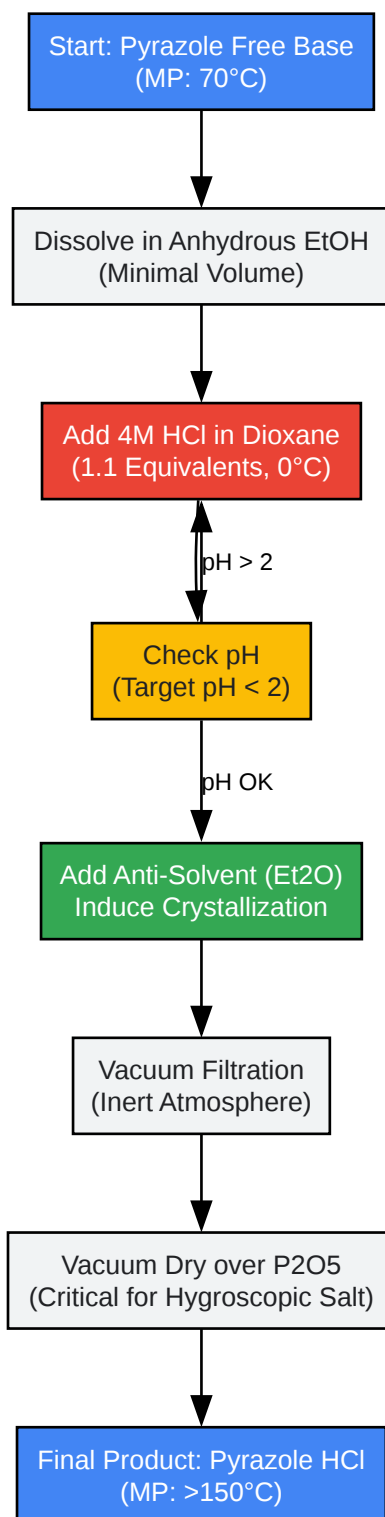 Start: Pyrazole Free Base
(MP: 70°C)
Dissolve in Anhydrous EtOH
(Minimal Volume)
Add 4M HCl in Dioxane
(1.1 Equivalents, 0°C)
pH > 2
Check pH
(Target pH < 2)
pH OK
Add Anti-Solvent (Et2O)
Induce Crystallization
Vacuum Filtration
(Inert Atmosphere)
Vacuum Dry over P2O5
(Critical for Hygroscopic Salt)
Final Product: Pyrazole HCl
(MP: >150°C)